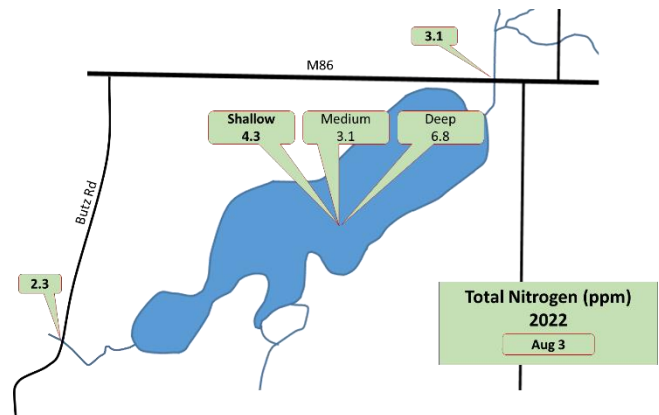 3.1
M86
Shallow
4.3
Medium
3.1
Deep
6.8
Butz Rd
2.3
Total Nitrogen (ppm)
2022
Aug 3